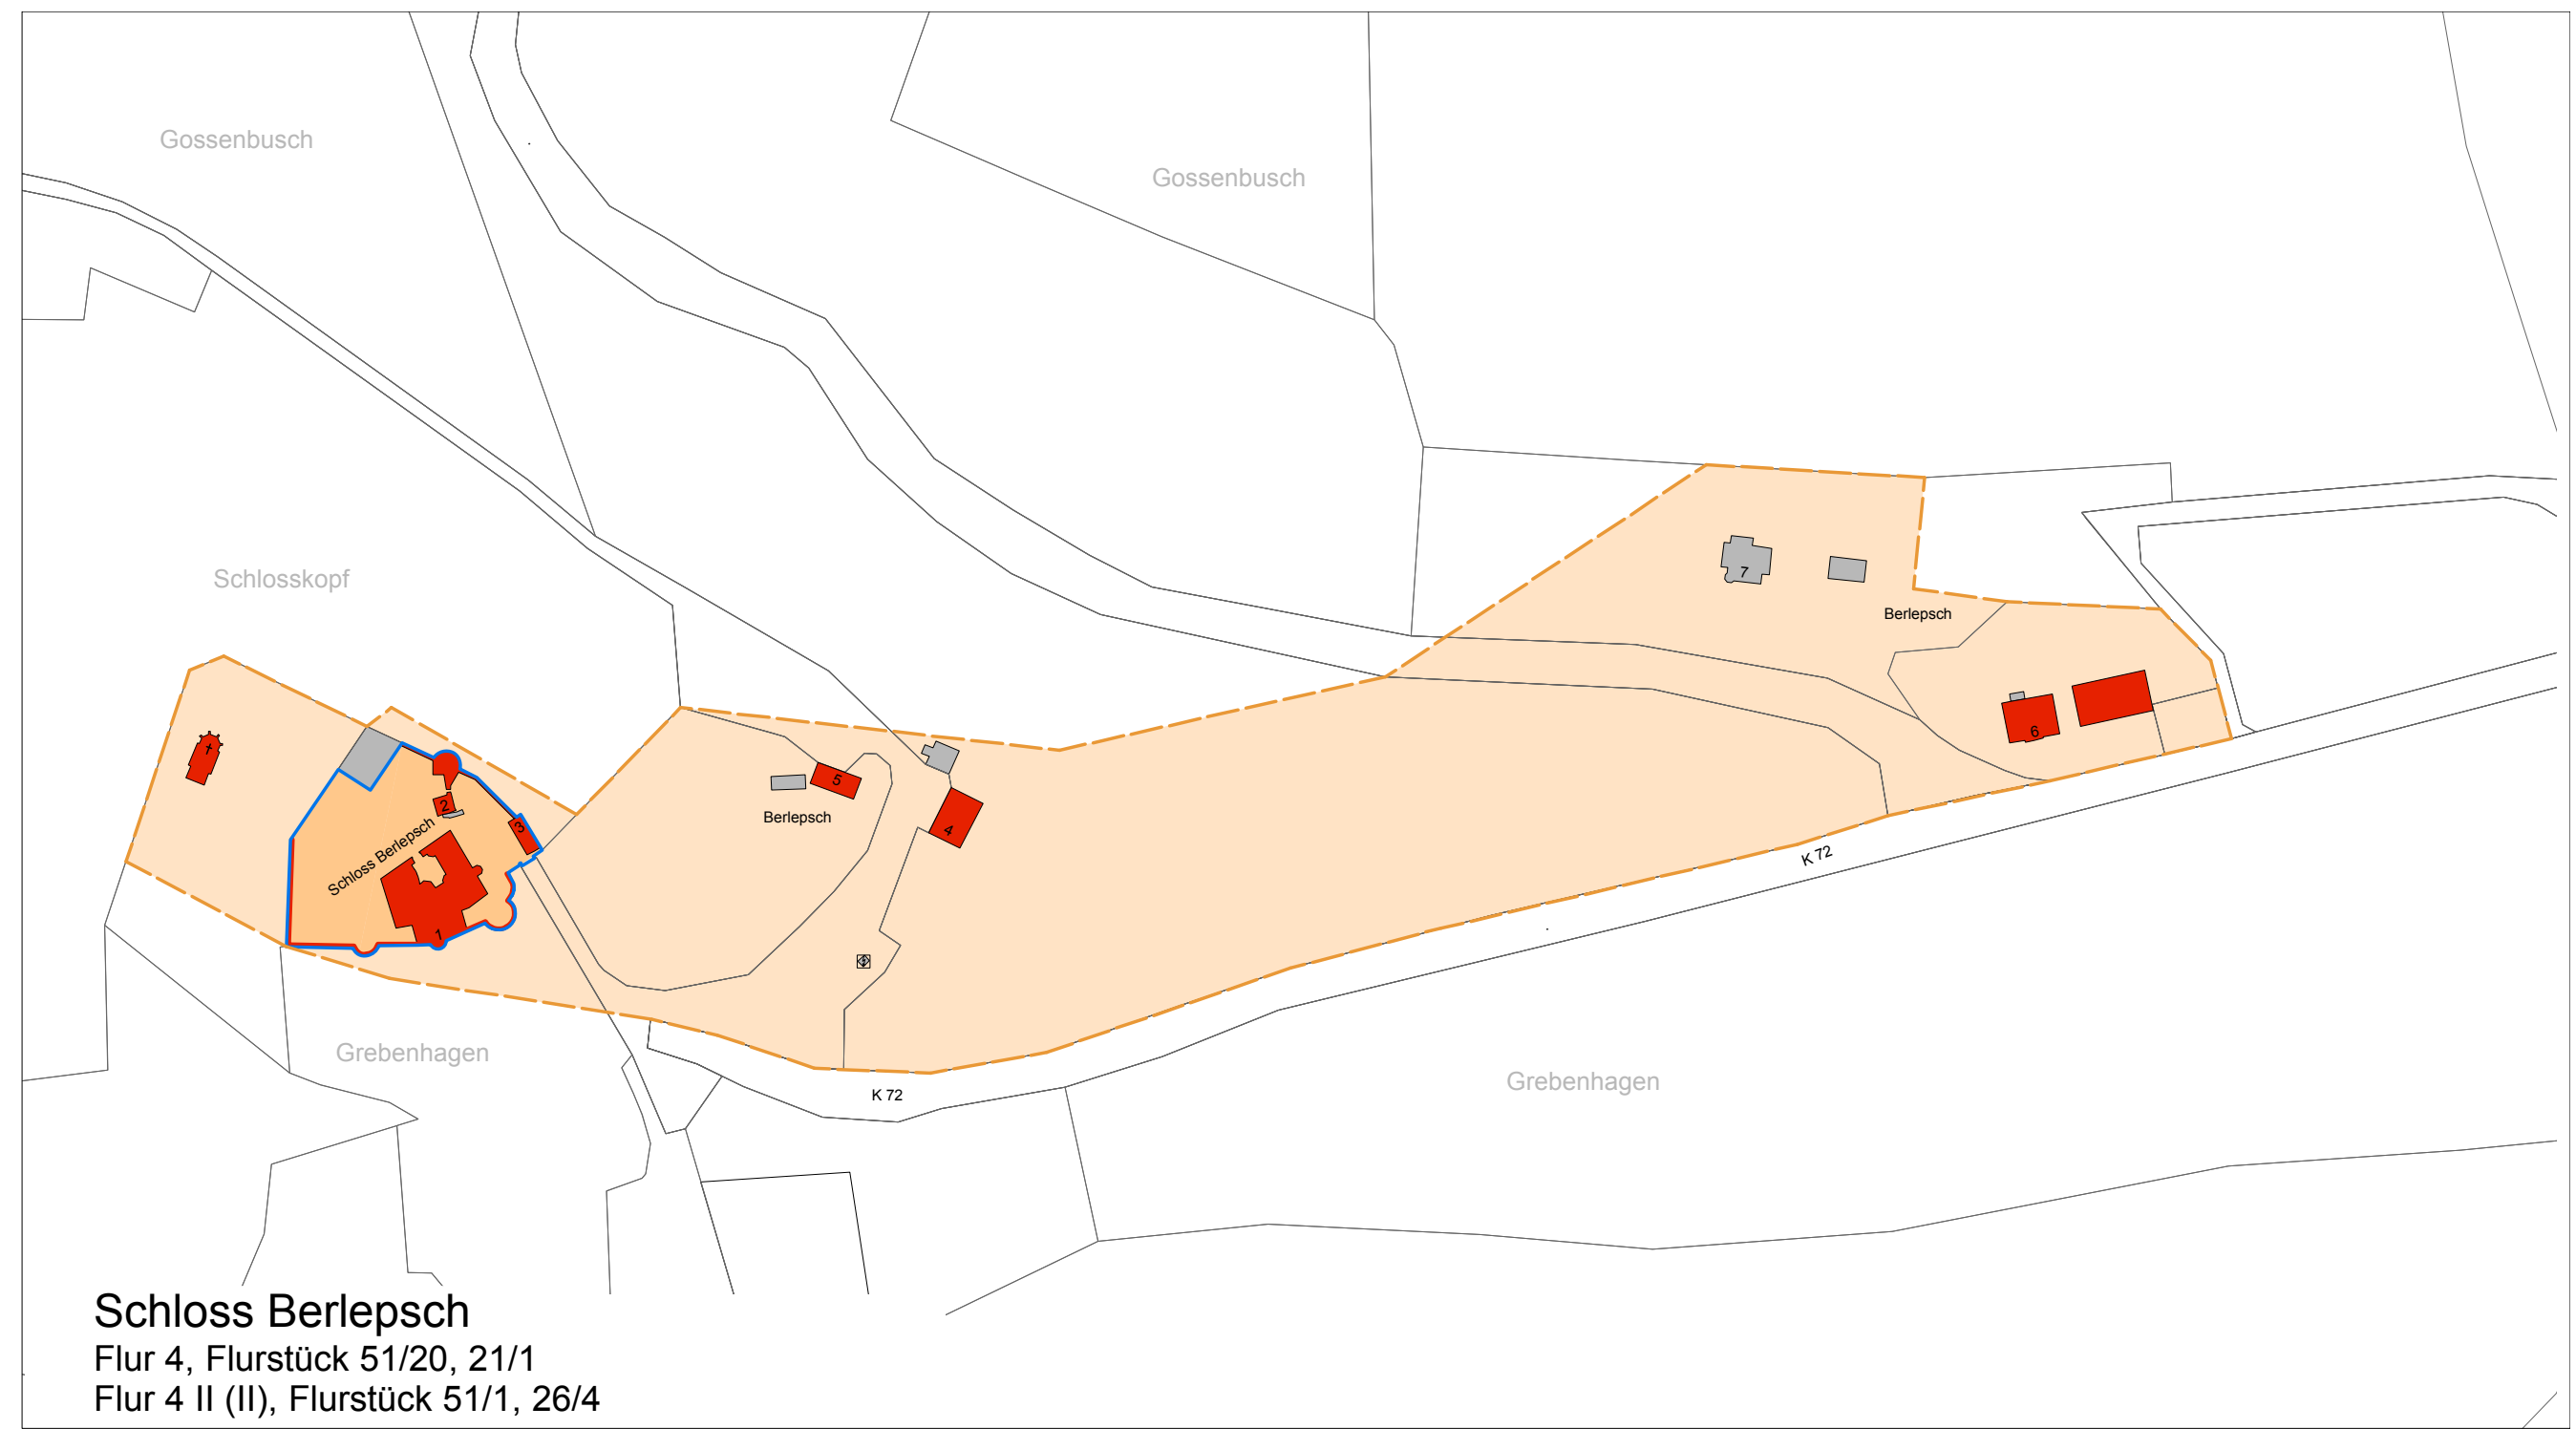 Gossenbusch
Gossenbusch
Schlosskopf
7
Berlepsch
6
5
Berlepsch
4
2
3
Schloss Berlepsch
1
K 72
Grebenhagen
K 72
Grebenhagen
Schloss Berlepsch
Flur 4, Flurstück 51/20, 21/1
Flur 4 II (II), Flurstück 51/1, 26/4